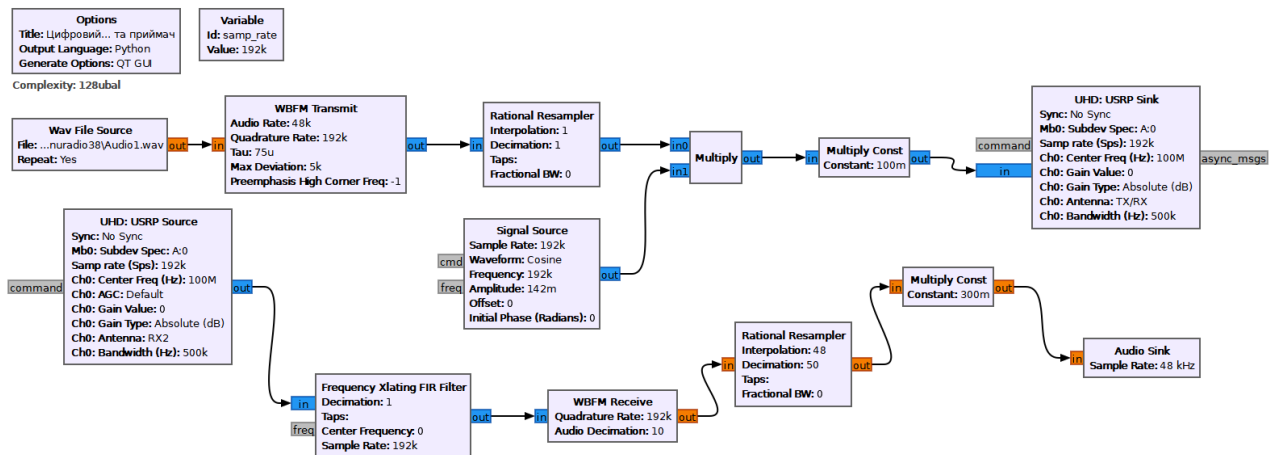 Options
Title: Цифровий... та приймач
Output Language: Python
Generate Options: QT GUI
Variable
Id: samp_rate
Value: 192k
Complexity: 128ubal
Wav File Source
File: ...nuradio38\Audio1.wav
Repeat: Yes
out
in
WBFM Transmit
Audio Rate: 48k
Quadrature Rate: 192k
Tau: 75u
Max Deviation: 5k
Preemphasis High Corner Freq: -1
out
in
Rational Resampler
Interpolation: 1
Decimation: 1
Taps:
Fractional BW: 0
out
in0
in1
Multiply
out
in
Multiply Const
Constant: 100m
out
command
in
UHD: USRP Sink
Sync: No Sync
Mb0: Subdev Spec: A:0
Samp rate (Sps): 192k
Ch0: Center Freq (Hz): 100M
Ch0: Gain Value: 0
Ch0: Gain Type: Absolute (dB)
Ch0: Antenna: TX/RX
Ch0: Bandwidth (Hz): 500k
async_msgs
command
UHD: USRP Source
Sync: No Sync
Mb0: Subdev Spec: A:0
Samp rate (Sps): 192k
Ch0: Center Freq (Hz): 100M
Ch0: AGC: Default
Ch0: Gain Value: 0
Ch0: Gain Type: Absolute (dB)
Ch0: Antenna: RX2
Ch0: Bandwidth (Hz): 500k
out
cmd
freq
Signal Source
Sample Rate: 192k
Waveform: Cosine
Frequency: 192k
Amplitude: 142m
Offset: 0
Initial Phase (Radians): 0
out
in
freq
Frequency Xlating FIR Filter
Decimation: 1
Taps:
Center Frequency: 0
Sample Rate: 192k
out
in
WBFM Receive
Quadrature Rate: 192k
Audio Decimation: 10
out
in
Rational Resampler
Interpolation: 48
Decimation: 50
Taps:
Fractional BW: 0
out
in
Multiply Const
Constant: 300m
out
in
Audio Sink
Sample Rate: 48 kHz